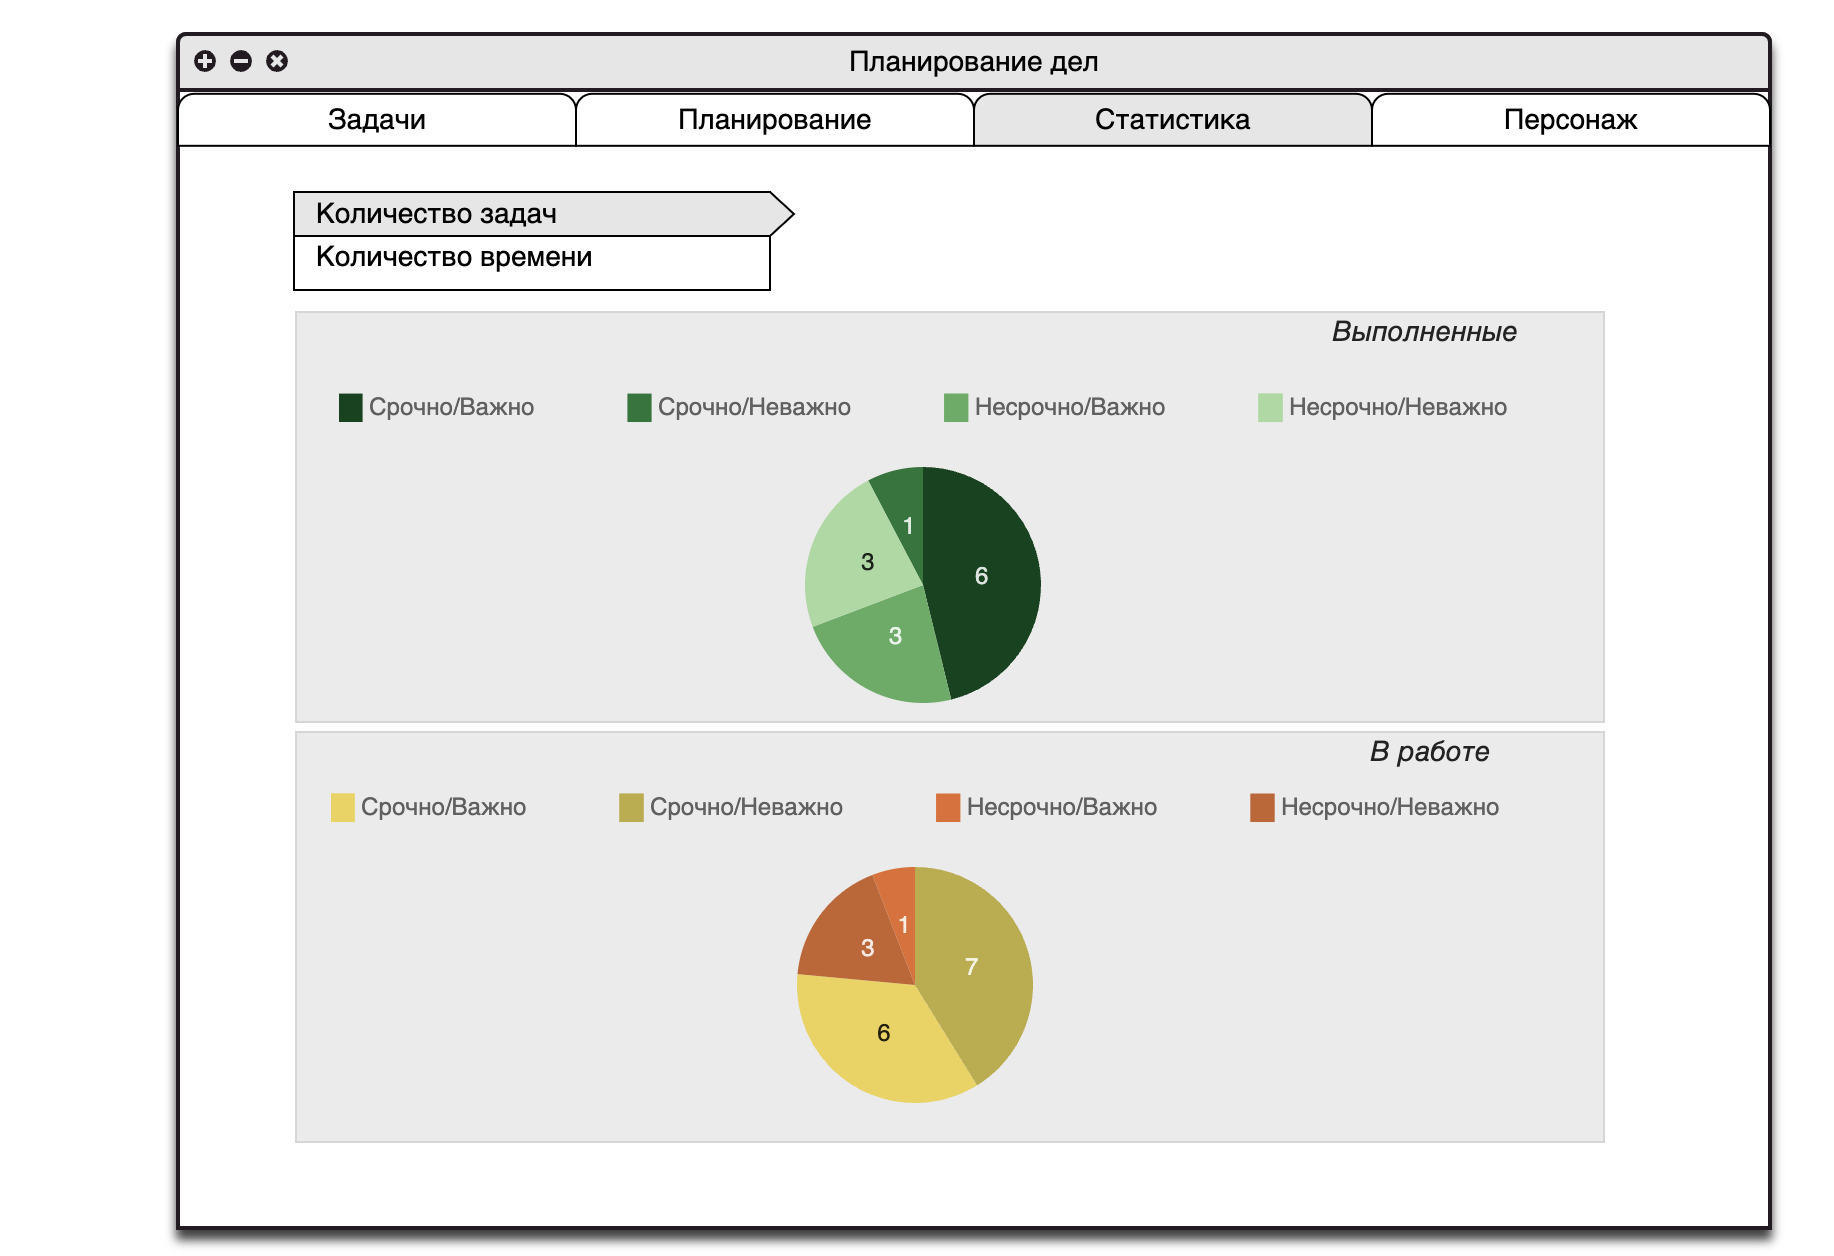 Планирование дел
Задачи Планирование Статистика Персонаж
Количество задач
Количество времени
Выполненные
Срочно/Важно Срочно/Неважно Несрочно/Важно Несрочно/Неважно
1
3
6
3
В работе
Срочно/Важно Срочно/Неважно Несрочно/Важно Несрочно/Неважно
1
3
7
6